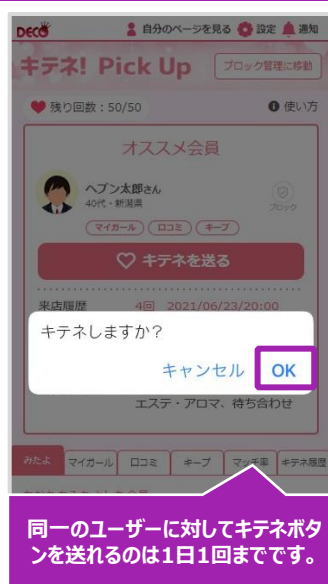 DECO 自分のページを見る 設定 通知
キテネ! Pick Up ブロック管理に移動
残り回数:50/50 使い方
オススメ会員
ヘブン太郎さん
40代・新潟県
ブロック
マイガール 口コミ キープ
キテネを送る
来店履歴 4回 2021/06/23/20:00
キテネしますか?
キャンセル OK
エステ・アロマ、待ち合わせ
みたよ マイガール 口コミ キープ マッチ率 キテネ履歴
同一のユーザーに対してキテネボタ
ンを送れるのは1日1回までです。